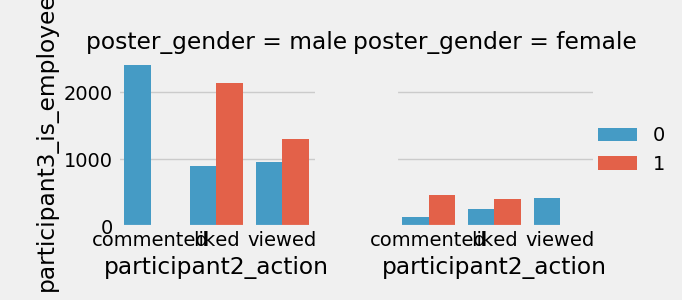 poster_gender = male
poster_gender = female
participant3_is_employee
2000
1000
0
commented
liked
viewed
commented
liked
viewed
participant2_action
participant2_action
0
1